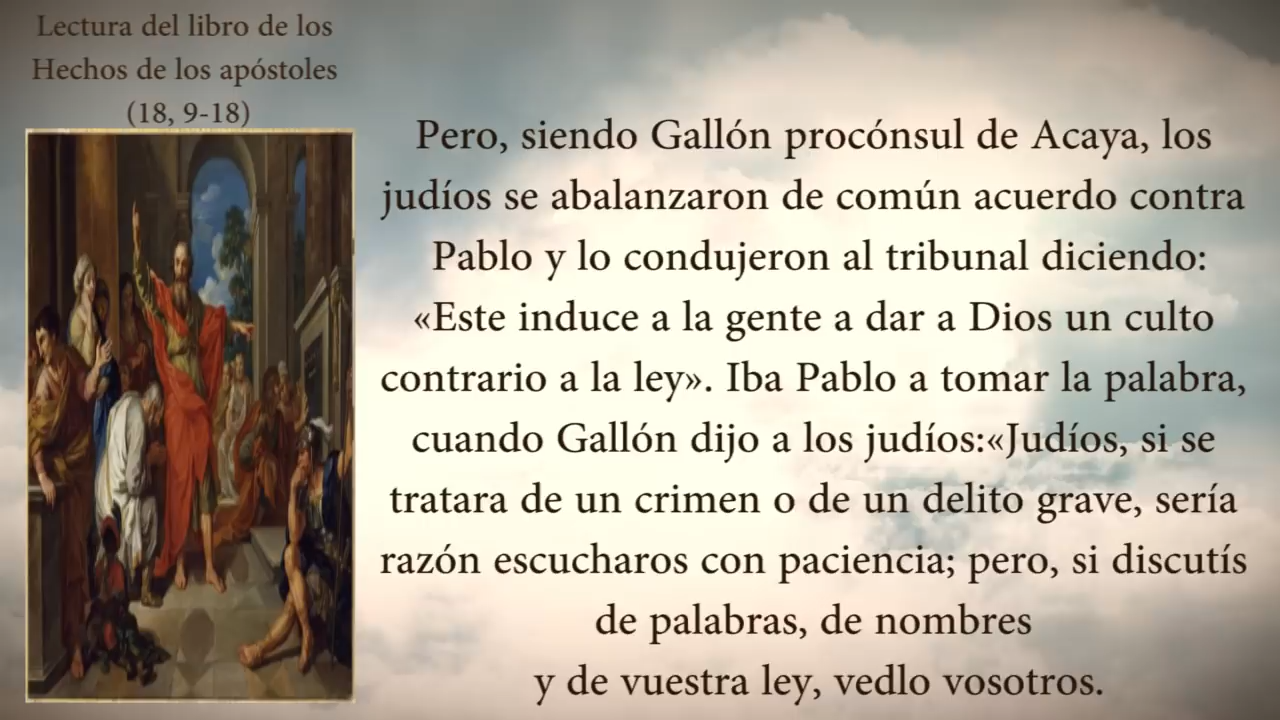 Lectura del libro de los
Hechos de los apóstoles
(18, 9-18)
Pero, siendo Gallón procónsul de Acaya, los
judíos se abalanzaron de común acuerdo contra
Pablo y lo condujeron al tribunal diciendo:
«Este induce a la gente a dar a Dios un culto
contrario a la ley». Iba Pablo a tomar la palabra,
cuando Gallón dijo a los judíos:«Judíos, si se
tratara de un crimen o de un delito grave, sería
razón escucharos con paciencia; pero, si discutís
de palabras, de nombres
y de vuestra ley, vedlo vosotros.